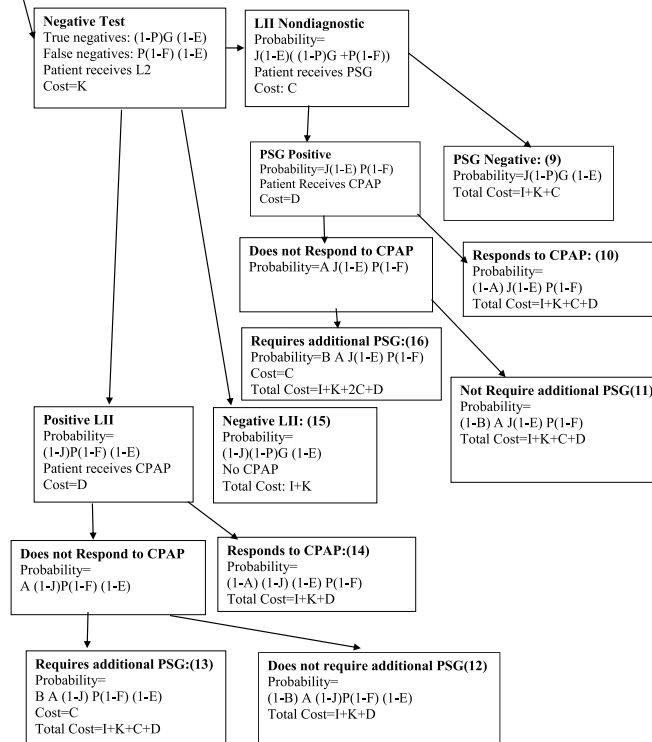 Negative Test
True negatives: (1-P)G (1-E)
False negatives: P(1-F) (1-E)
Patient receives L2
Cost=K
LII Nondiagnostic
Probability=
J(1-E)( (1-P)G +P(1-F))
Patient receives PSG
Cost: C
PSG Positive
Probability=J(1-E) P(1-F)
Patient Receives CPAP
Cost=D
PSG Negative: (9)
Probability=J(1-P)G (1-E)
Total Cost=I+K+C
Does not Respond to CPAP
Probability=A J(1-E) P(1-F)
Responds to CPAP: (10)
Probability=
(1-A) J(1-E) P(1-F)
Total Cost=I+K+C+D
Requires additional PSG:(16)
Probability=B A J(1-E) P(1-F)
Cost=C
Total Cost=I+K+2C+D
Not Require additional PSG(11)
Probability=
(1-B) A J(1-E) P(1-F)
Total Cost=I+K+C+D
Positive LII
Probability=
(1-J)P(1-F) (1-E)
Patient receives CPAP
Cost=D
Negative LII: (15)
Probability=
(1-J)(1-P)G (1-E)
No CPAP
Total Cost: I+K
Does not Respond to CPAP
Probability=
A (1-J)P(1-F) (1-E)
Responds to CPAP:(14)
Probability=
(1-A) (1-J) (1-E) P(1-F)
Total Cost=I+K+D
Requires additional PSG:(13)
Probability=
B A (1-J) P(1-F) (1-E)
Cost=C
Total Cost=I+K+C+D
Does not require additional PSG(12)
Probability=
(1-B) A (1-J)P(1-F) (1-E)
Total Cost=I+K+D